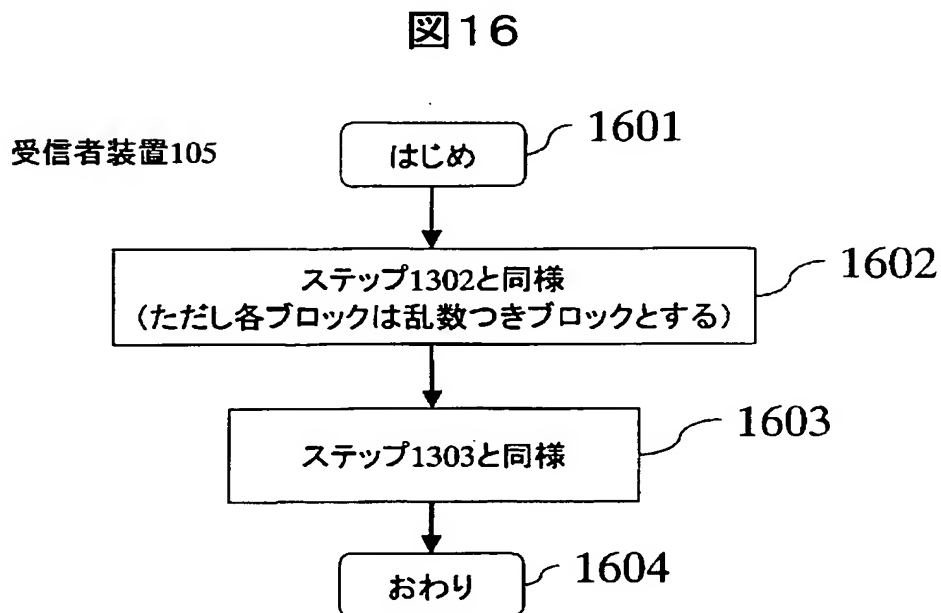 図16
受信者装置105
はじめ
1601
ステップ1302と同様
(ただし各ブロックは乱数つきブロックとする)
1602
ステップ1303と同様
1603
おわり
1604